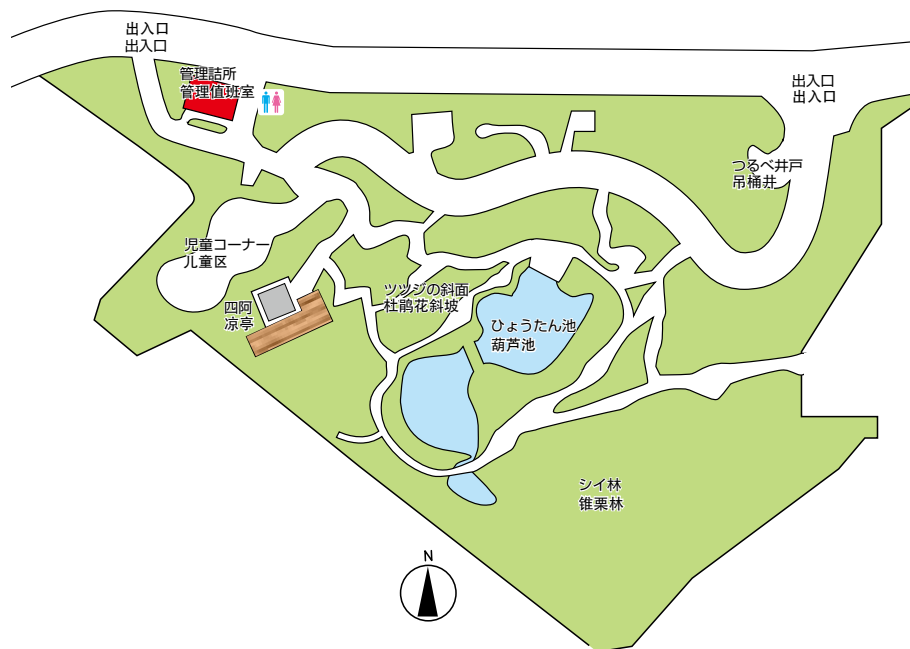 出入口
出入口
管理詰所
管理值班室
出入口
出入口
つるべ井戸
吊桶井
児童コーナー
儿童区
ツツジの斜面
杜鹃花斜坡
四阿
凉亭
ひょうたん池
葫芦池
シイ林
锥栗林
N